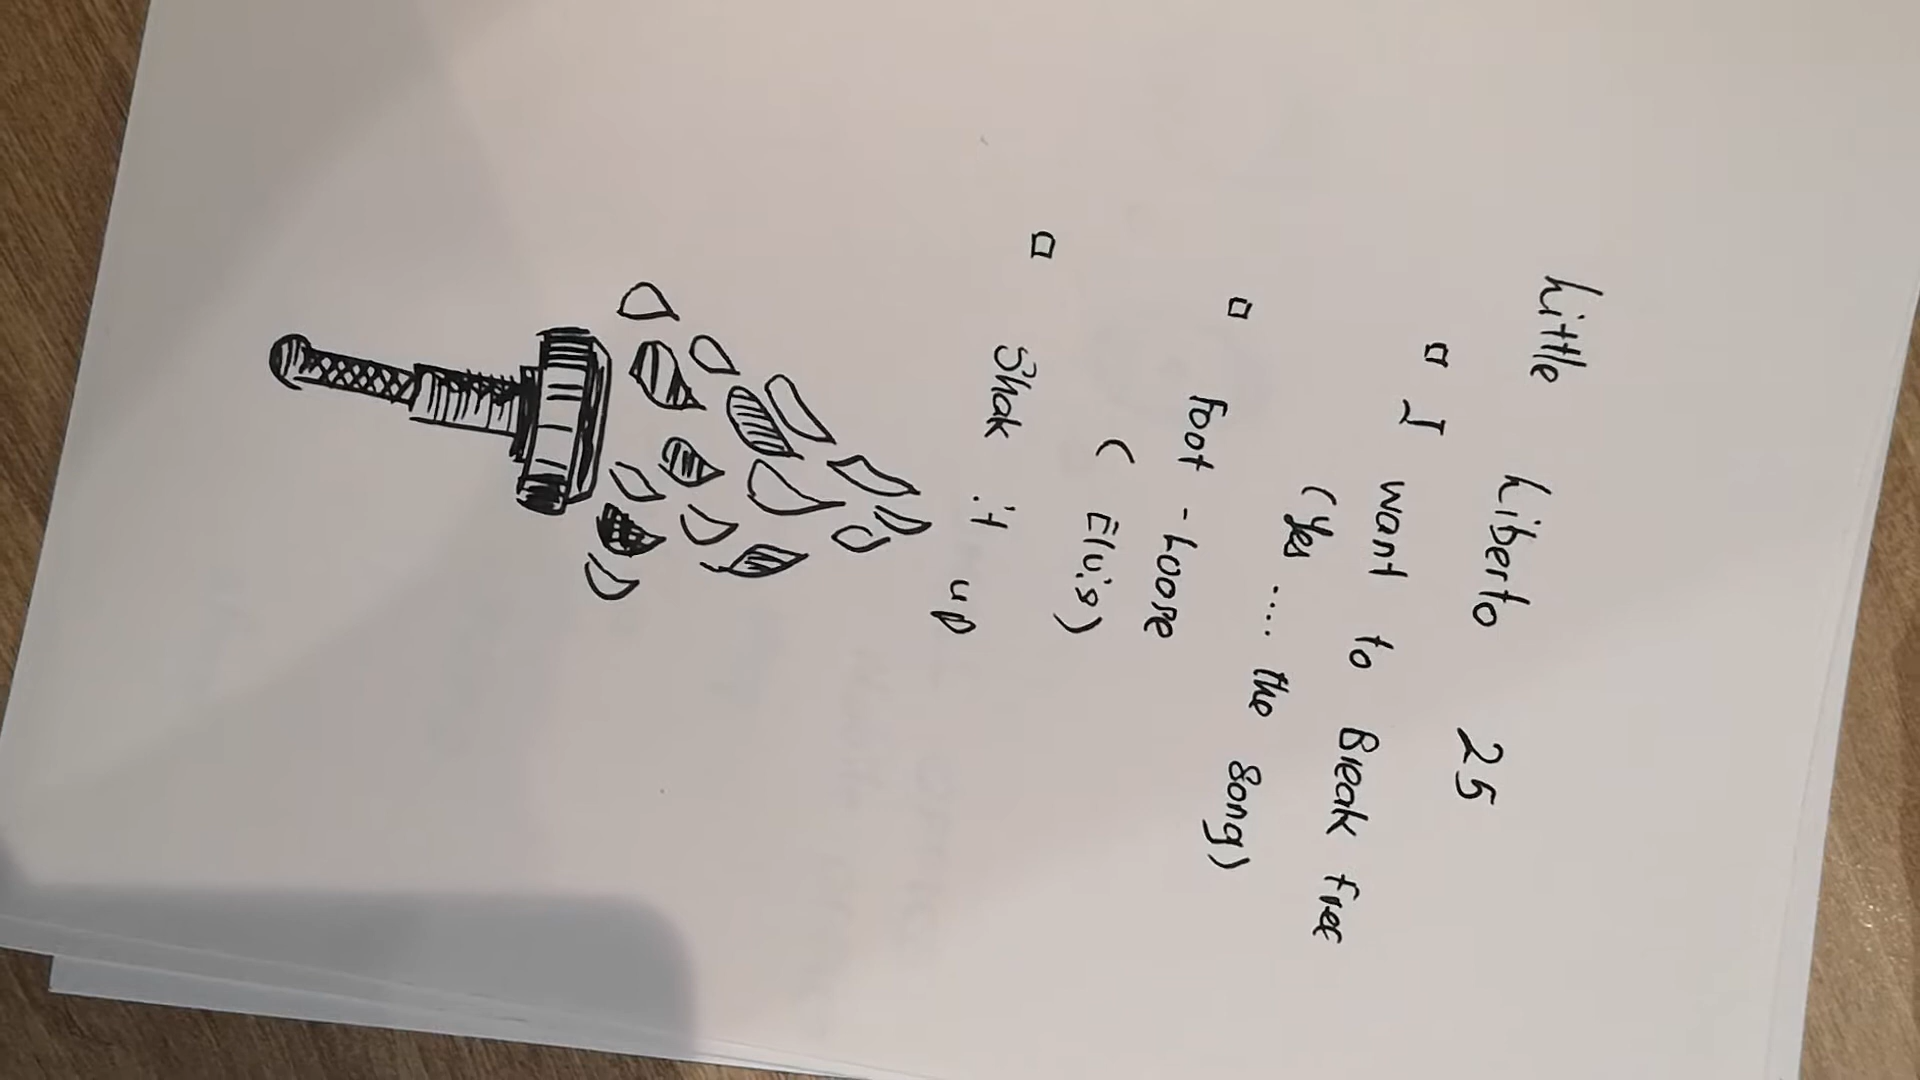 Little Liberto 25
I want to Break free
(Yes .... the song)
Foot - Loose
( Elvis)
Shak it up